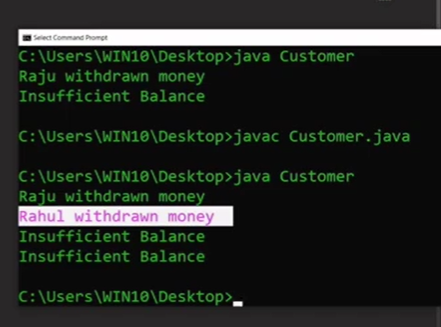 Select Command Prompt
C:\Users\WIN10\Desktop>java Customer
Raju withdrawn money
Insufficient Balance
C:\Users\WIN10\Desktop>javac Customer.java
C:\Users\WIN10\Desktop>java Customer
Raju withdrawn money
Rahul withdrawn money
Insufficient Balance
Insufficient Balance
C:\Users\WIN10\Desktop>